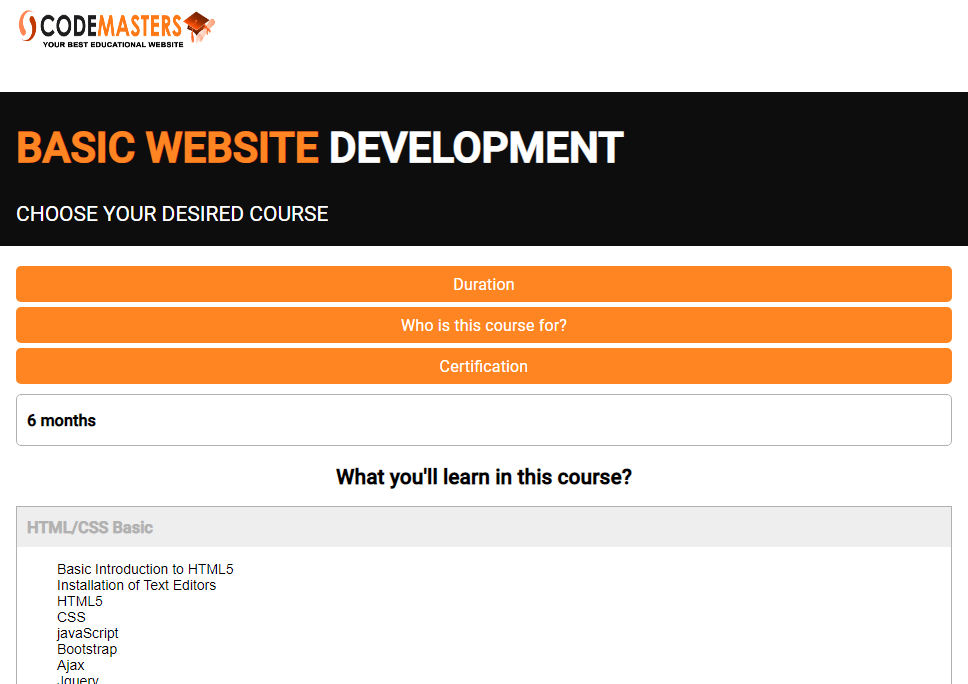 CODEMASTERS
YOUR BEST EDUCATIONAL WEBSITE
BASIC WEBSITE DEVELOPMENT
CHOOSE YOUR DESIRED COURSE
Duration
Who is this course for?
Certification
6 months
What you'll learn in this course?
HTML/CSS Basic
Basic Introduction to HTML5
Installation of Text Editors
HTML5
CSS
javaScript
Bootstrap
Ajax
Jquery